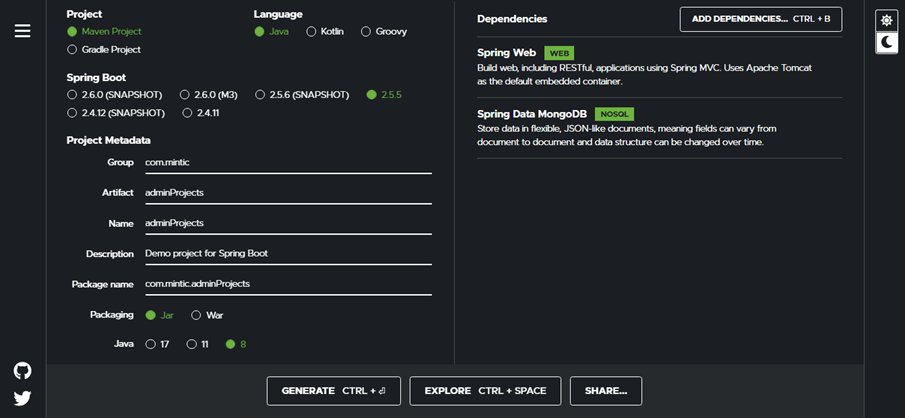 Project
Maven Project
Gradle Project
Language
Java Kotlin Groovy
Spring Boot
2.6.0 (SNAPSHOT) 2.6.0 (M3) 2.5.6 (SNAPSHOT) 2.5.5
2.4.12 (SNAPSHOT) 2.4.11
Project Metadata
Group com.mintic
Artifact adminProjects
Name adminProjects
Description Demo project for Spring Boot
Package name com.mintic.adminProjects
Packaging Jar War
Java 17 11 8
Dependencies
ADD DEPENDENCIES... CTRL + B
Spring Web WEB
Build web, including RESTful, applications using Spring MVC. Uses Apache Tomcat
as the default embedded container.
Spring Data MongoDB NOSQL
Store data in flexible, JSON-like documents, meaning fields can vary from
document to document and data structure can be changed over time.
GENERATE CTRL + ⏎
EXPLORE CTRL + SPACE
SHARE...